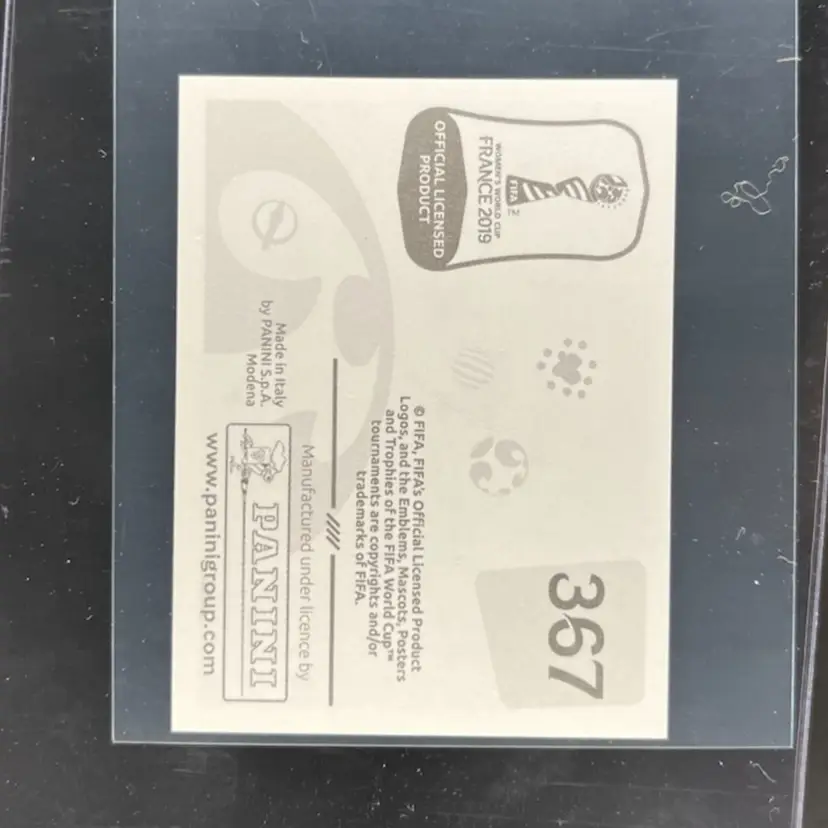 FIFA™
WOMEN'S WORLD CUP
FRANCE 2019
OFFICIAL LICENSED
PRODUCT
367
© FIFA, FIFA's Official Licensed Product
Logos, and the Emblems, Mascots, Posters
and Trophies of the FIFA World Cup™
tournaments are copyrights and/or
trademarks of FIFA.
Manufactured under licence by
Made in Italy
by PANINI S.p.A.
Modena
PANINI
www.paninigroup.com